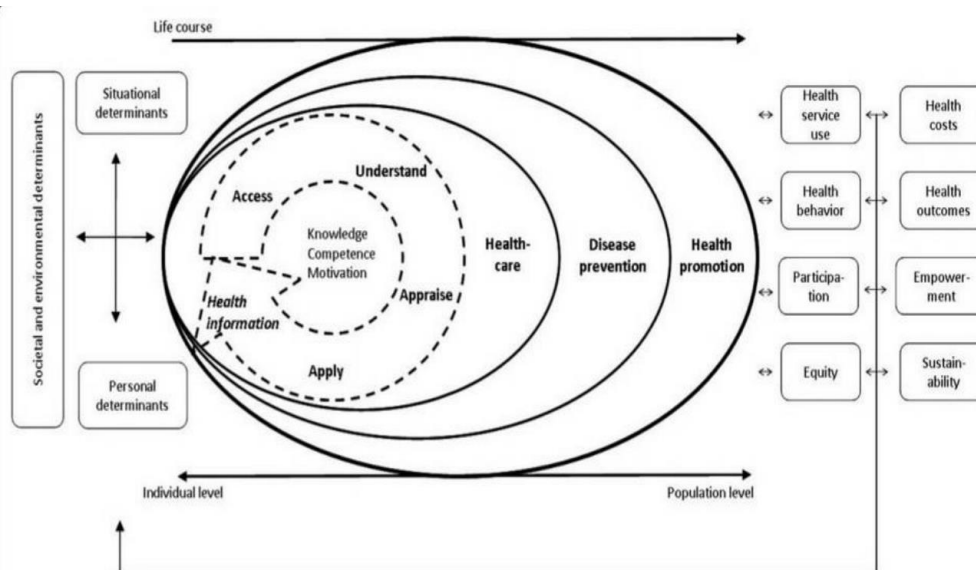 Life course
Societal and environmental determinants
Situational
determinants
Personal
determinants
Access
Understand
Knowledge
Competence
Motivation
Health
information
Appraise
Apply
Health-
care
Disease
prevention
Health
promotion
Individual level
Population level
Health
service
use
Health
costs
Health
behavior
Health
outcomes
Participa-
tion
Empower-
ment
Equity
Sustain-
ability